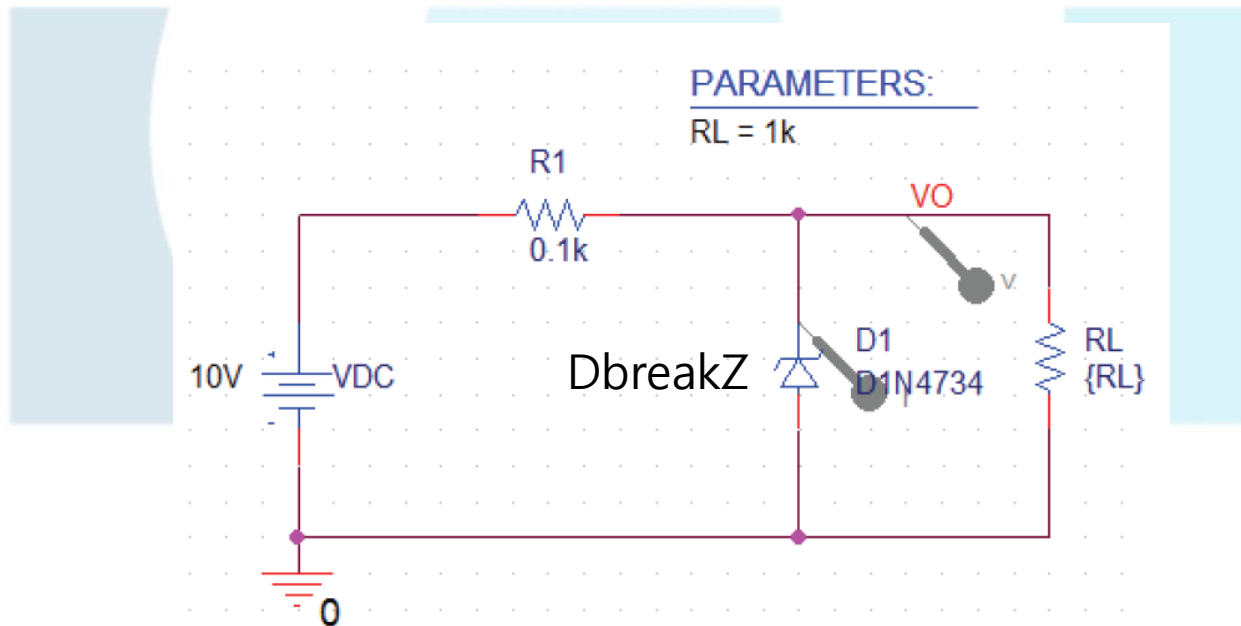 PARAMETERS:
RL = 1k
R1
0.1k
VO
V
10V
VDC
DbreakZ
D1
D1N4734
I
RL
{RL}
0